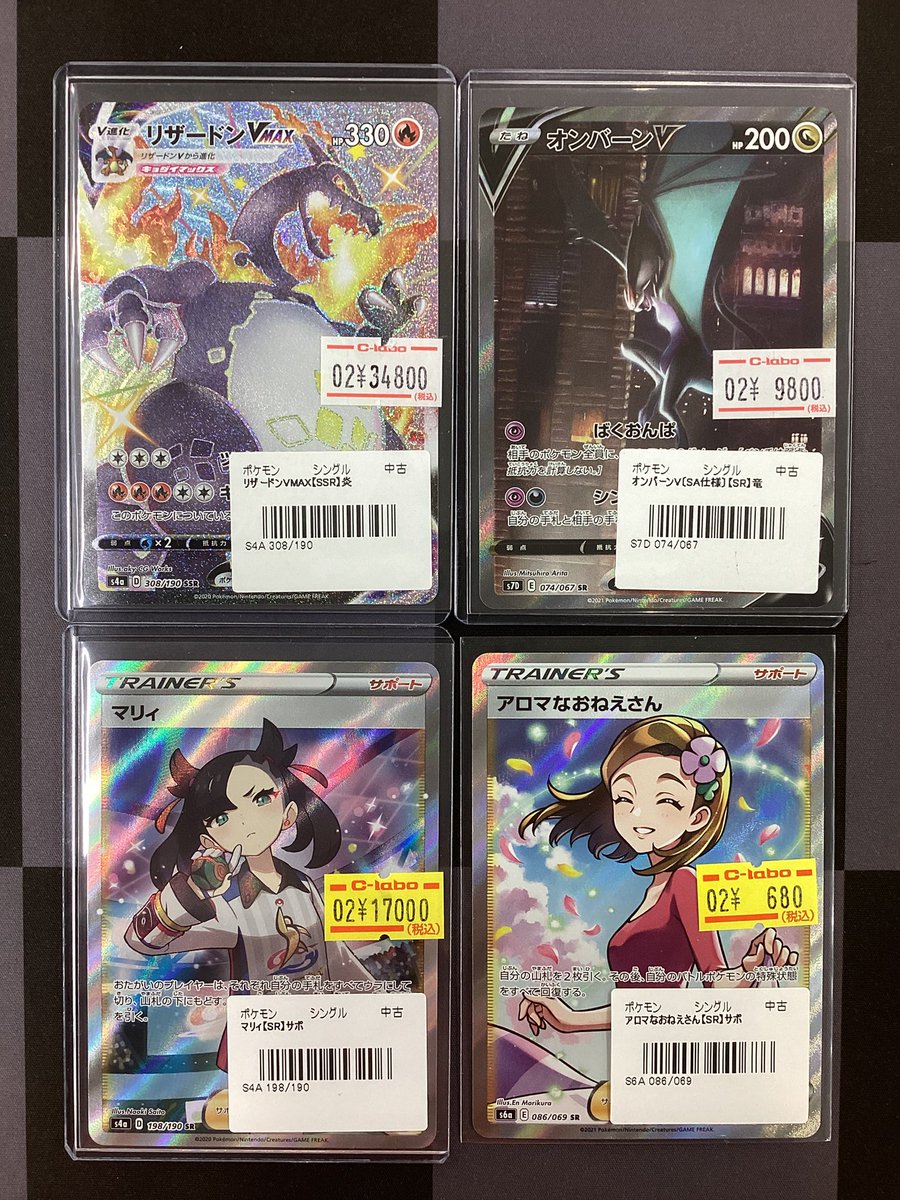 V進化
リザードンVMAX
HP330
リザードンVから進化
キョダイマックス
C-labo
02¥34800
(税込)
ポケモン シングル 中古
リザードンVMAX【SSR】炎
S4A 308/190
このポケモンについている
弱点 ×2 抵抗力
Illus.aky CG Works
s4a D 308/190 SSR
©2020 Pokémon/Nintendo/Creatures/GAME FREAK.
たね
オンバーンV
HP200
C-labo
02¥ 9800
(税込)
ばくおんぱ
相手のポケモン全員に、
抵抗力を計算しない。]
自分の手札と相手の手
ポケモン シングル 中古
オンバーンV〔SA仕様〕【SR】竜
S7D 074/067
弱点 抵抗力
Illus.Mitsuhiro Arita
s7D E 074/067 SR
©2021 Pokémon/Nintendo/Creatures/GAME FREAK.
TRAINER'S
サポート
マリィ
C-labo
02¥17000
(税込)
おたがいのプレイヤーは、それぞれ自分の手札をすべてウラにして
切り、山札の下にもどす。
を引く。
ポケモン シングル 中古
マリィ【SR】サポ
S4A 198/190
Illus.Naoki Saito
s4a D 198/190 SR
©2020 Pokémon/Nintendo/Creatures/GAME FREAK.
TRAINER'S
サポート
アロマなおねえさん
C-labo
02¥ 680
(税込)
自分の山札を2枚引く。その後、自分のバトルポケモンの特殊状態
をすべて回復する。
ポケモン シングル 中古
アロマなおねえさん【SR】サポ
S6A 086/069
Illus.En Morikura
s6a E 086/069 SR
©2021 Pokémon/Nintendo/Creatures/GAME FREAK.